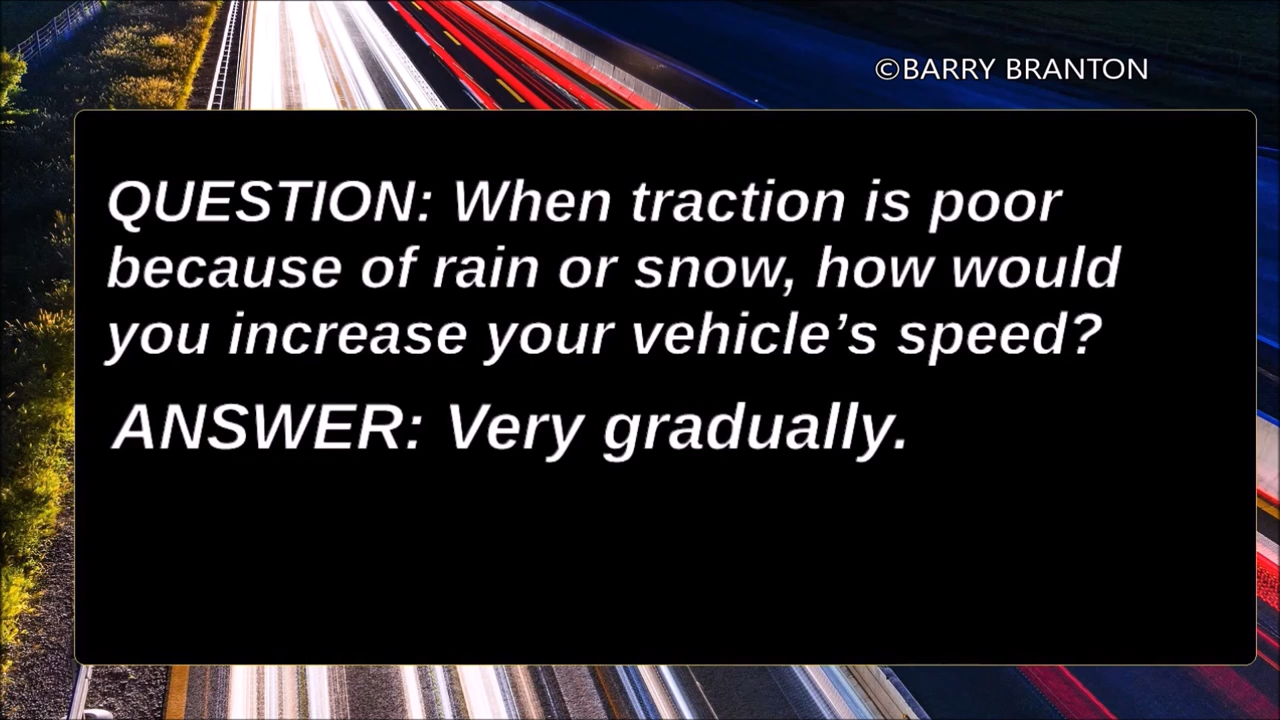 ©BARRY BRANTON
QUESTION: When traction is poor
because of rain or snow, how would
you increase your vehicle’s speed?
ANSWER: Very gradually.